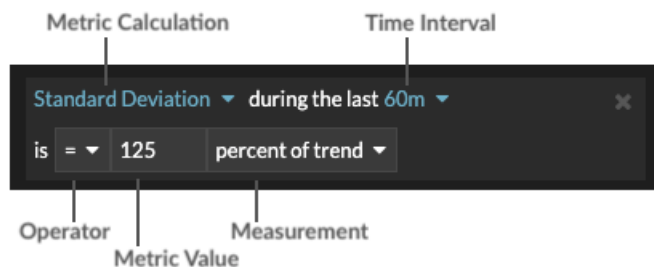 Metric Calculation Time Interval
Standard Deviation during the last 60m
is = 125 percent of trend
Operator Measurement
Metric Value